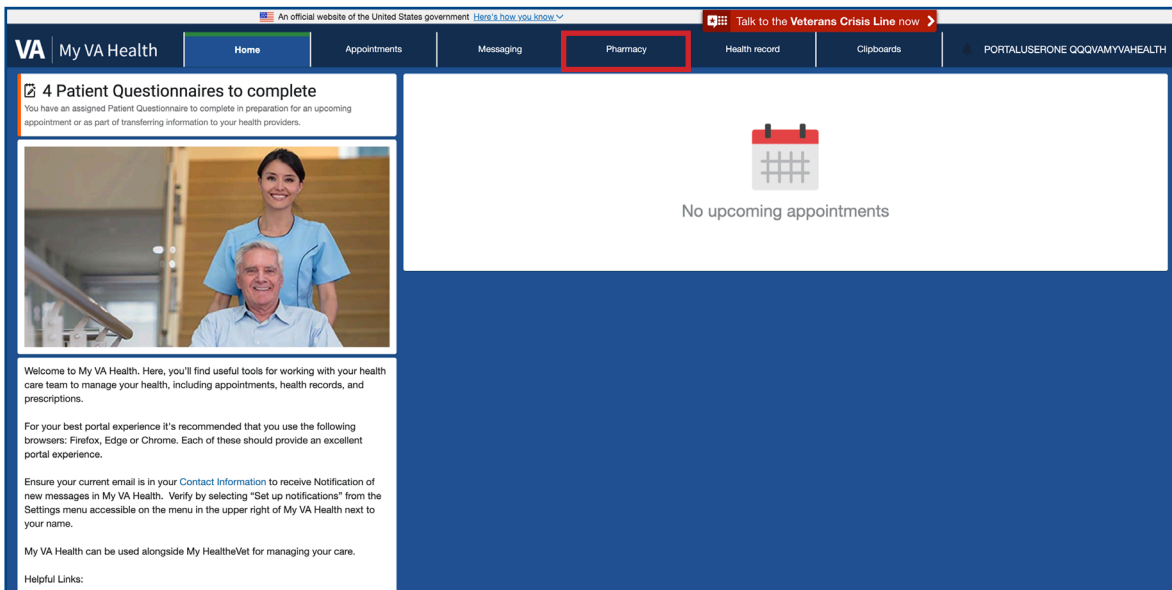 An official website of the United States government Here's how you know
Talk to the Veterans Crisis Line now
VA My VA Health
Home
Appointments
Messaging
Pharmacy
Health record
Clipboards
PORTALUSERONE QQQVAMYVAHEALTH
4 Patient Questionnaires to complete
You have an assigned Patient Questionnaire to complete in preparation for an upcoming
appointment or as part of transferring information to your health providers.
No upcoming appointments
Welcome to My VA Health. Here, you'll find useful tools for working with your health
care team to manage your health, including appointments, health records, and
prescriptions.
For your best portal experience it's recommended that you use the following
browsers: Firefox, Edge or Chrome. Each of these should provide an excellent
portal experience.
Ensure your current email is in your Contact Information to receive Notification of
new messages in My VA Health. Verify by selecting “Set up notifications” from the
Settings menu accessible on the menu in the upper right of My VA Health next to
your name.
My VA Health can be used alongside My HealtheVet for managing your care.
Helpful Links: